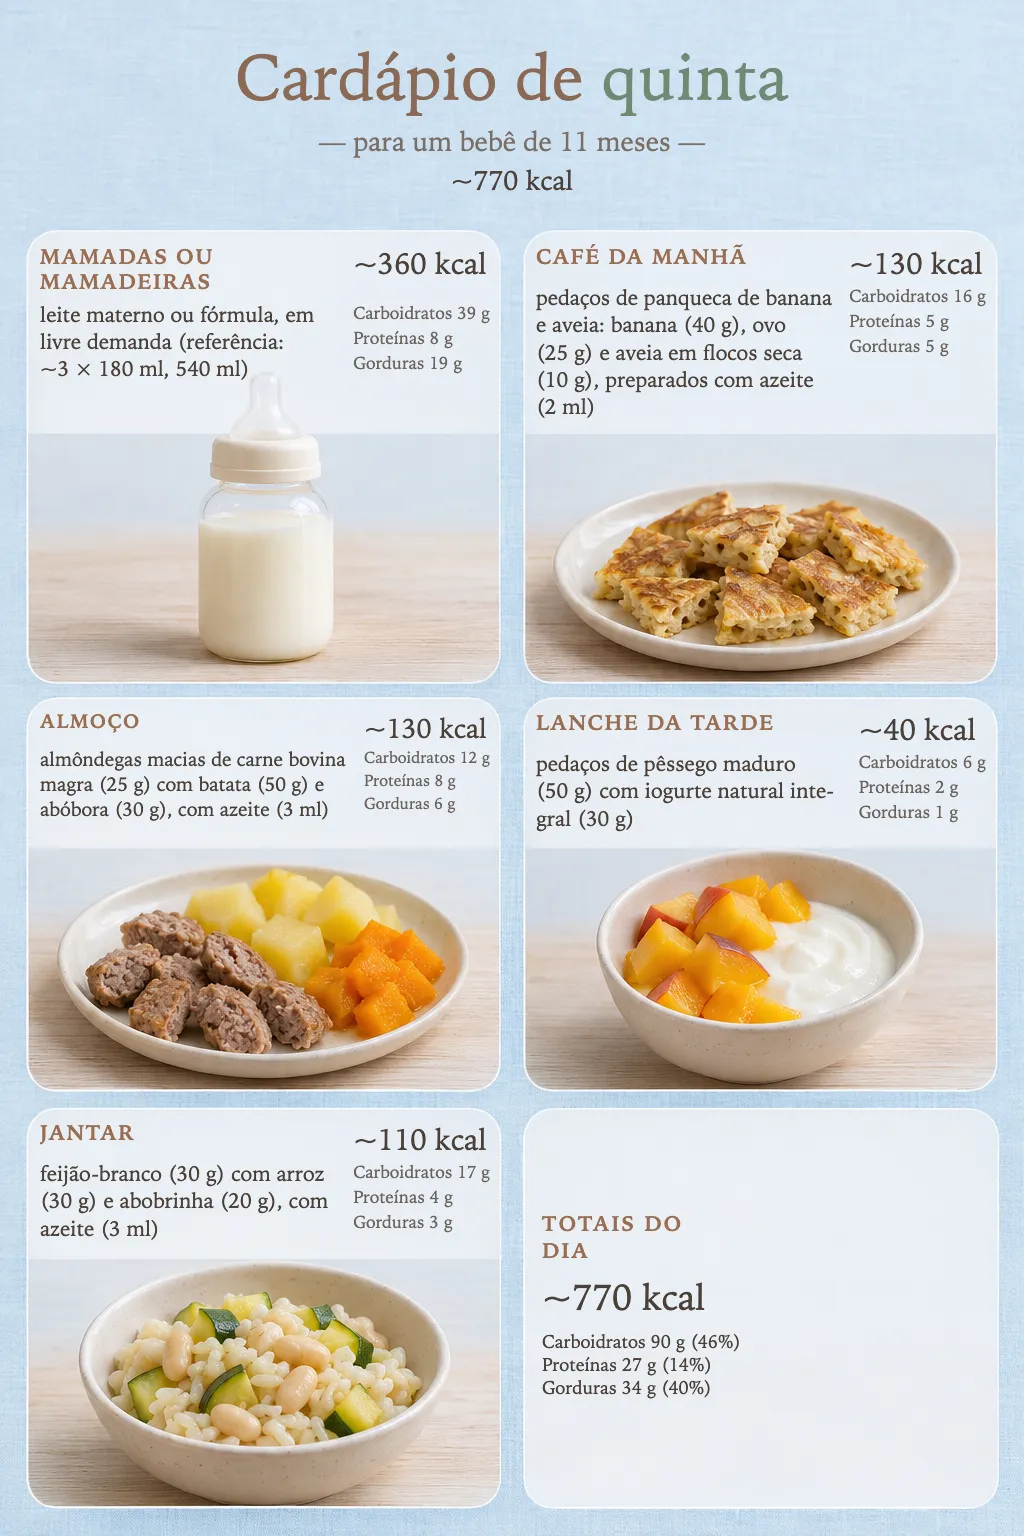 Cardápio de quinta
— para um bebê de 11 meses —
~770 kcal
MAMADAS OU
MAMADEIRAS
leite materno ou fórmula, em
livre demanda (referência:
~3 × 180 ml, 540 ml)
~360 kcal
Carboidratos 39 g
Proteínas 8 g
Gorduras 19 g
CAFÉ DA MANHÃ
pedaços de panqueca de banana
e aveia: banana (40 g), ovo
(25 g) e aveia em flocos seca
(10 g), preparados com azeite
(2 ml)
~130 kcal
Carboidratos 16 g
Proteínas 5 g
Gorduras 5 g
ALMOÇO
almôndegas macias de carne bovina
magra (25 g) com batata (50 g) e
abóbora (30 g), com azeite (3 ml)
~130 kcal
Carboidratos 12 g
Proteínas 8 g
Gorduras 6 g
LANCHE DA TARDE
pedaços de pêssego maduro
(50 g) com iogurte natural inte-
gral (30 g)
~40 kcal
Carboidratos 6 g
Proteínas 2 g
Gorduras 1 g
JANTAR
feijão-branco (30 g) com arroz
(30 g) e abobrinha (20 g), com
azeite (3 ml)
~110 kcal
Carboidratos 17 g
Proteínas 4 g
Gorduras 3 g
TOTAIS DO
DIA
~770 kcal
Carboidratos 90 g (46%)
Proteínas 27 g (14%)
Gorduras 34 g (40%)